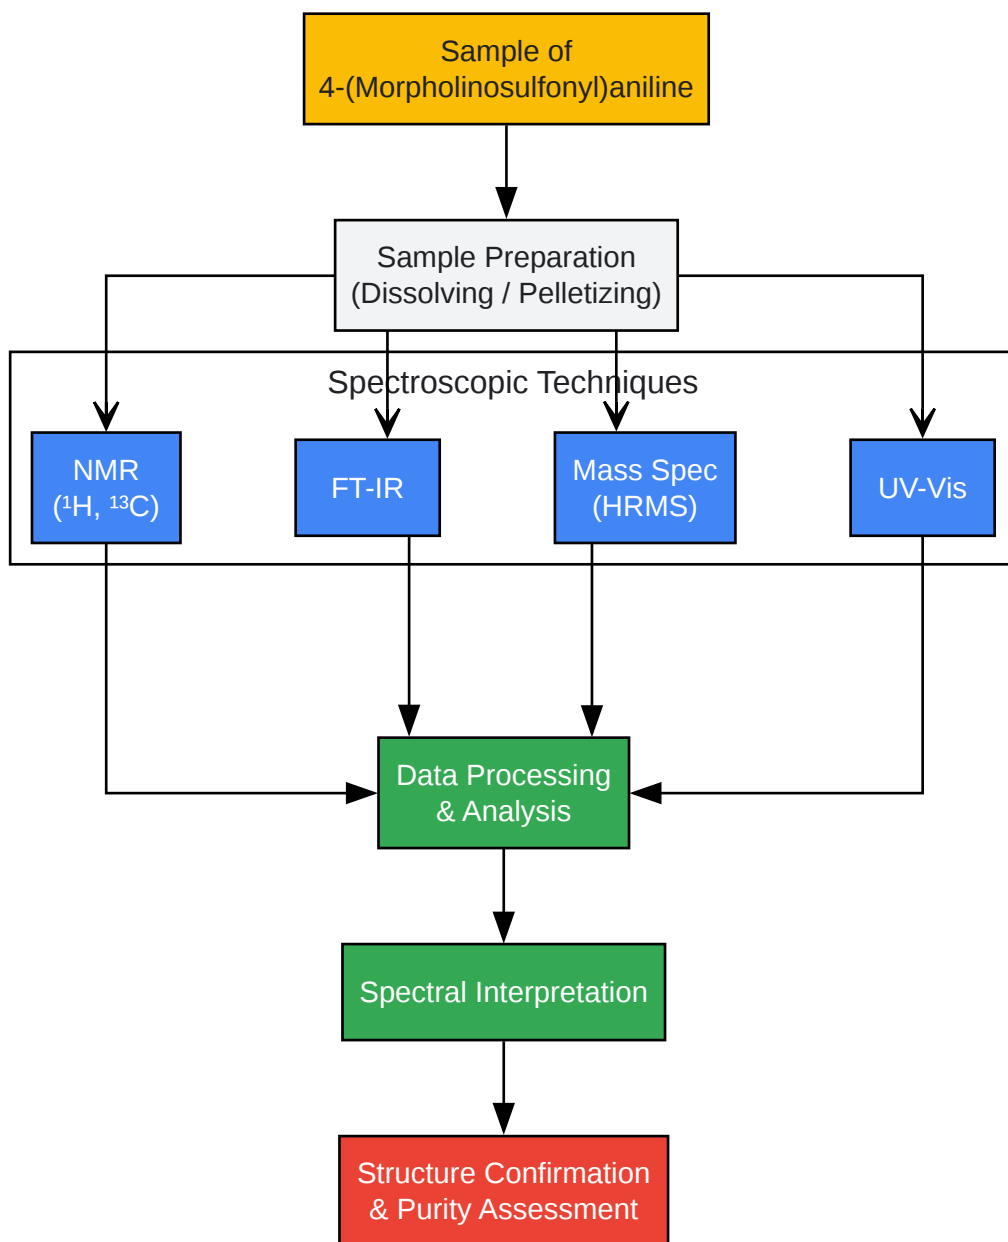 Sample of
4-(Morpholinosulfonyl)aniline
Sample Preparation
(Dissolving / Pelletizing)
Spectroscopic Techniques
NMR
(¹H, ¹³C)
FT-IR
Mass Spec
(HRMS)
UV-Vis
Data Processing
& Analysis
Spectral Interpretation
Structure Confirmation
& Purity Assessment